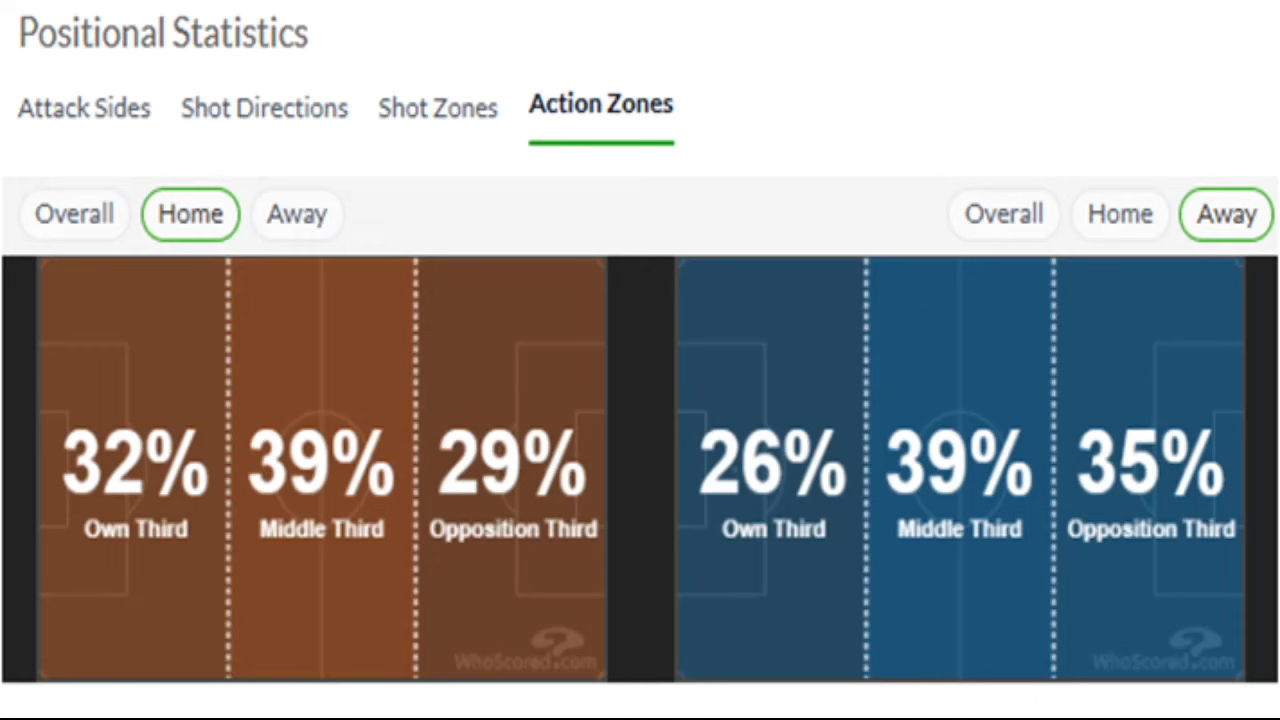 Positional Statistics
Attack Sides Shot Directions Shot Zones Action Zones
Overall Home Away Overall Home Away
32% 39% 29% 26% 39% 35%
Own Third Middle Third Opposition Third Own Third Middle Third Opposition Third
WhoScored.com WhoScored.com